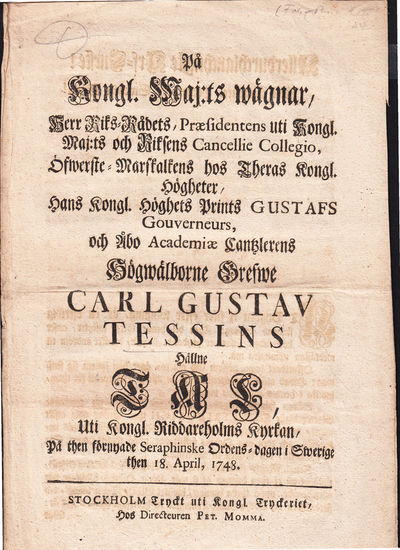 På
Kongl. Maj:ts wägnar,
Herr Riks-Rådets, Præsidentens uti Kongl.
Maj:ts och Riksens Cancellie Collegio,
Öfwerste-Marskalkens hos Theras Kongl.
Högheter,
Hans Kongl. Höghets Prints GUSTAFS
Gouverneurs,
och Åbo Academiæ Cantzlerens
Högwälborne Grefwe
CARL GUSTAV
TESSINS
Hållne
TAL,
Uti Kongl. Riddareholms Kyrkan,
På then förnyade Seraphinske Ordens-dagen i Swerige
then 18. April, 1748.
STOCKHOLM Tryckt uti Kongl. Tryckeriet,
Hos Directeuren PET. MOMMA.